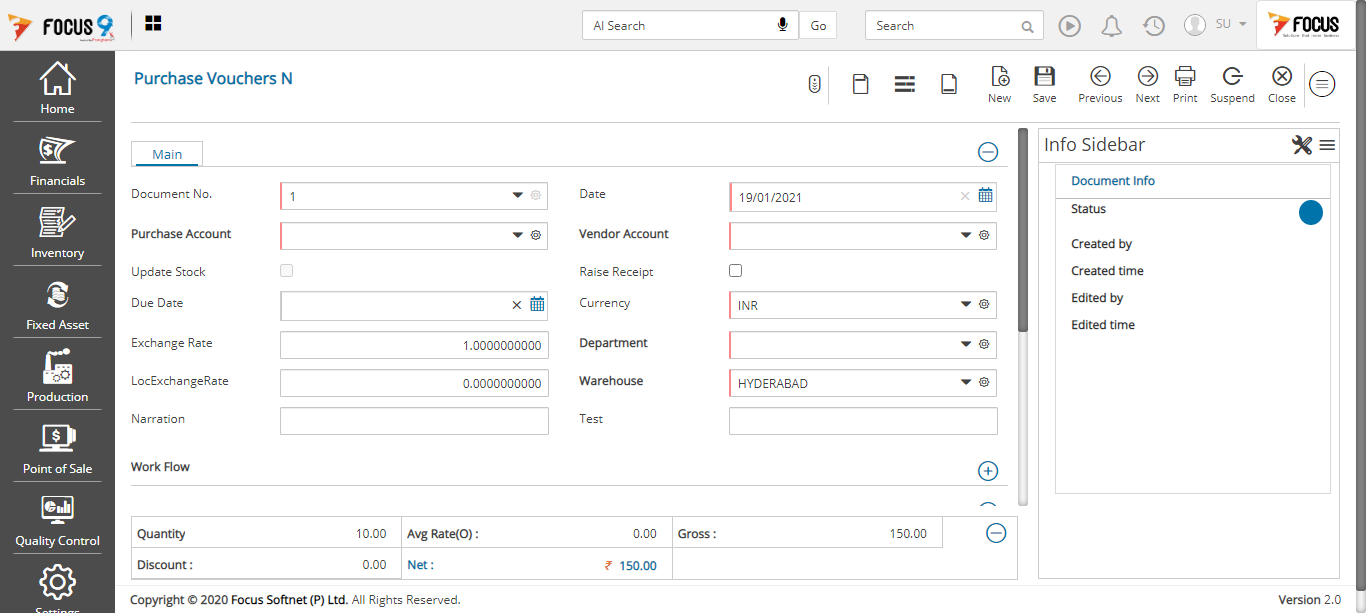 FOCUS 9
AI Search
Go
Search
SU
FOCUS
Home
Financials
Inventory
Fixed Asset
Production
Point of Sale
Quality Control
Settings
Purchase Vouchers N
New
Save
Previous
Next
Print
Suspend
Close
Main
Document No. 1
Date 19/01/2021
Purchase Account
Vendor Account
Update Stock
Raise Receipt
Due Date
Currency INR
Exchange Rate 1.0000000000
Department
LocExchangeRate 0.0000000000
Warehouse HYDERABAD
Narration
Test
Work Flow
Quantity 10.00 Avg Rate(O) : 0.00 Gross : 150.00
Discount : 0.00 Net : ₹ 150.00
Info Sidebar
Document Info
Status
Created by
Created time
Edited by
Edited time
Copyright © 2020 Focus Softnet (P) Ltd. All Rights Reserved.
Version 2.0